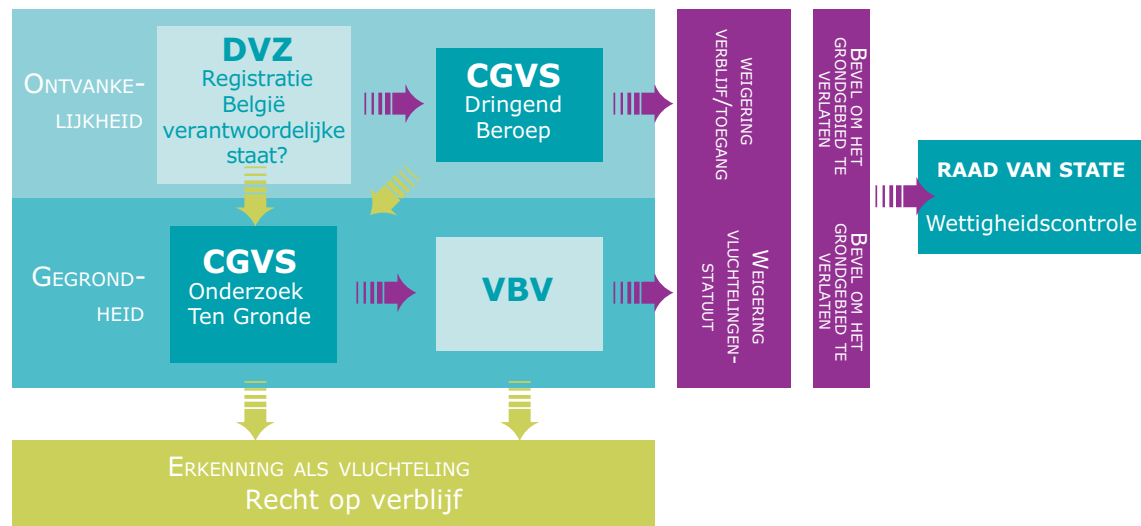 ONTVANKE-
LIJKHEID
DVZ
Registratie
België
verantwoordelijke
staat?
CGVS
Dringend
Beroep
GEGROND-
HEID
CGVS
Onderzoek
Ten Gronde
VBV
WEIGERING
VERBLIJF/TOEGANG
WEIGERING
VLUCHTELINGEN-
STATUUT
BEVEL OM HET
GRONDGEBIED TE
VERLATEN
BEVEL OM HET
GRONDGEBIED TE
VERLATEN
RAAD VAN STATE
Wettigheidscontrole
ERKENNING ALS VLUCHTELING
Recht op verblijf